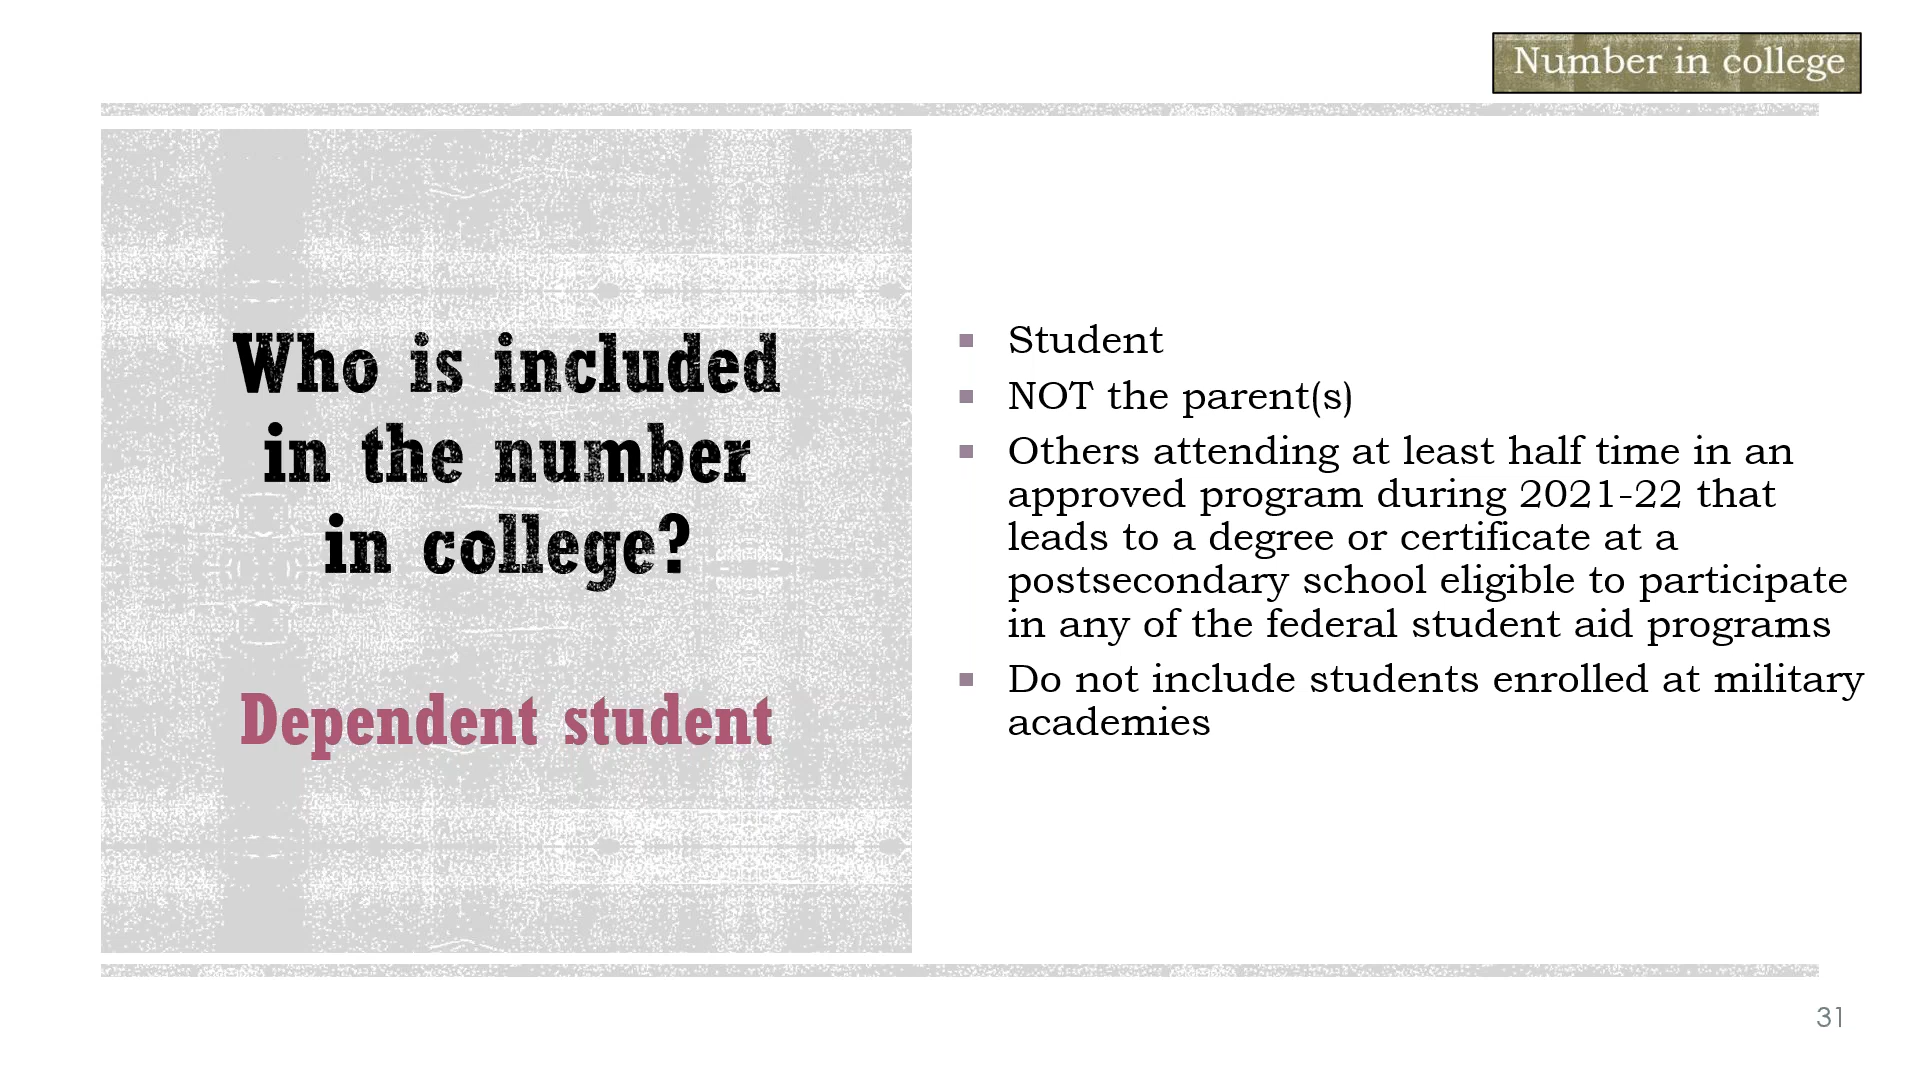 Number in college
Who is included
in the number
in college?
Dependent student
▪ Student
▪ NOT the parent(s)
▪ Others attending at least half time in an
approved program during 2021-22 that
leads to a degree or certificate at a
postsecondary school eligible to participate
in any of the federal student aid programs
▪ Do not include students enrolled at military
academies
31